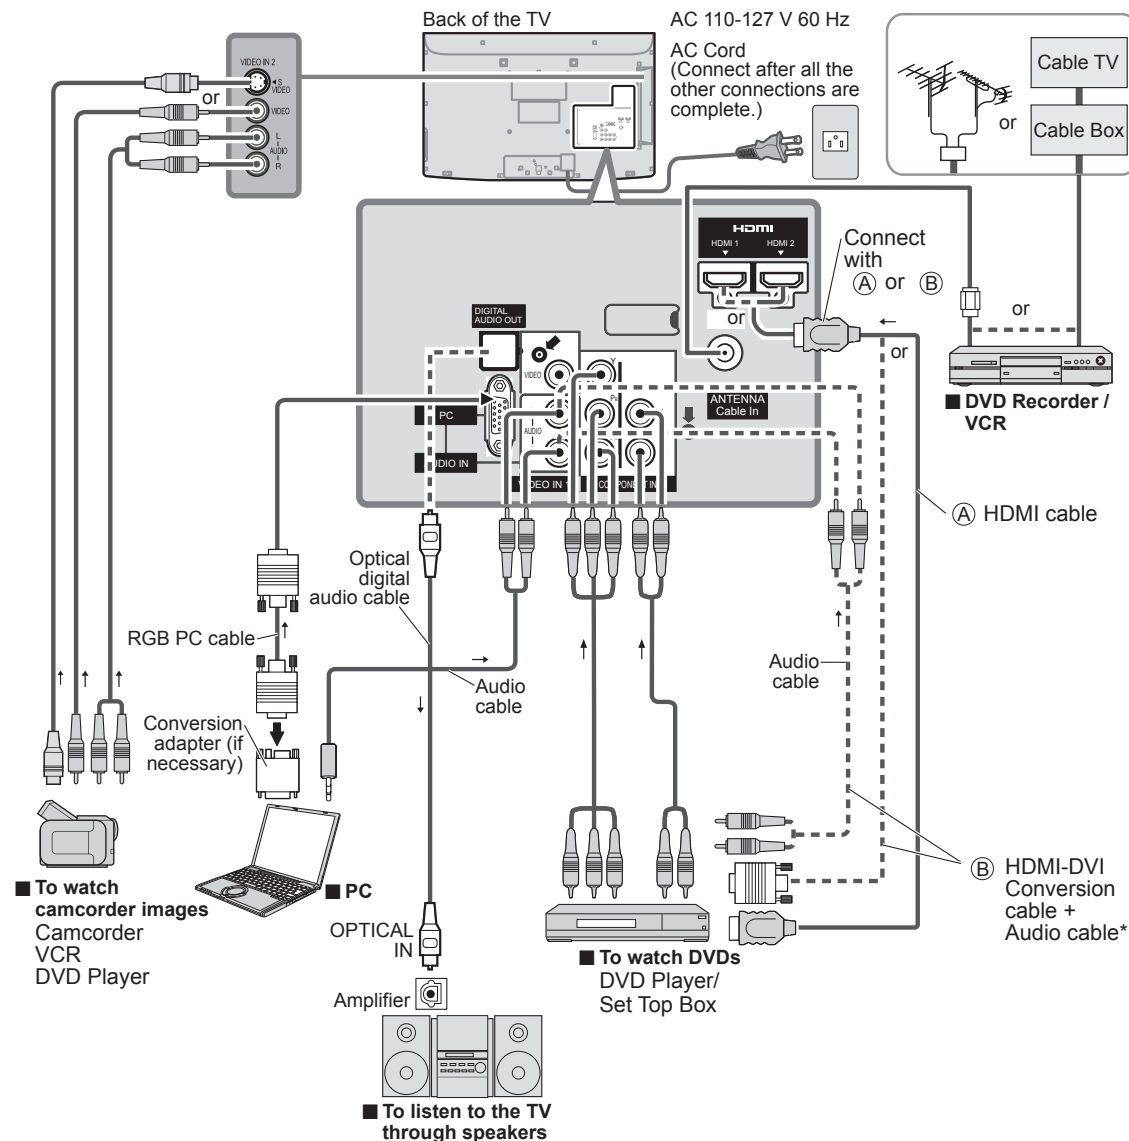 Back of the TV
AC 110-127 V 60 Hz
AC Cord
(Connect after all the
other connections are
complete.)
Cable TV
or
Cable Box
VIDEO IN 2
S
VIDEO
or
VIDEO
L
AUDIO
R
HDMI
HDMI 1
HDMI 2
or
Connect
with
A or B
or
or
DVD Recorder /
VCR
DIGITAL
AUDIO OUT
VIDEO
Y
PC
AUDIO
AUDIO IN
VIDEO IN 1
ANTENNA
Cable In
A HDMI cable
Optical
digital
audio cable
RGB PC cable
Audio
cable
Audio
cable
Conversion
adapter (if
necessary)
■ To watch
camcorder images
Camcorder
VCR
DVD Player
■ PC
OPTICAL
IN
Amplifier
■ To watch DVDs
DVD Player/
Set Top Box
B HDMI-DVI
Conversion
cable +
Audio cable*
■ To listen to the TV
through speakers